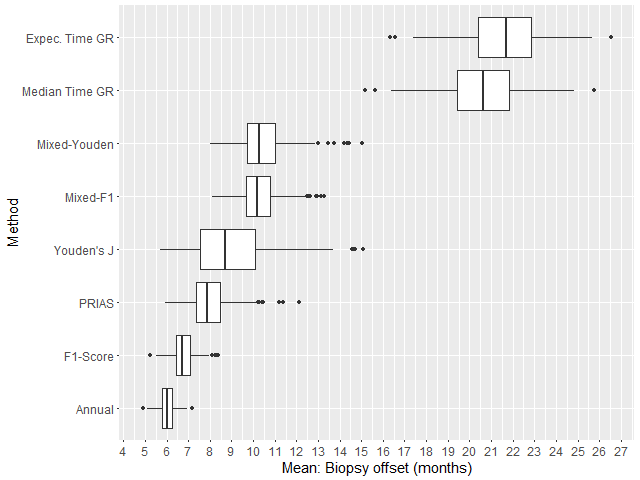 Expec. Time GR
Median Time GR
Mixed-Youden
Mixed-F1
Youden's J
PRIAS
F1-Score
Annual
Method
4 5 6 7 8 9 10 11 12 13 14 15 16 17 18 19 20 21 22 23 24 25 26 27
Mean: Biopsy offset (months)